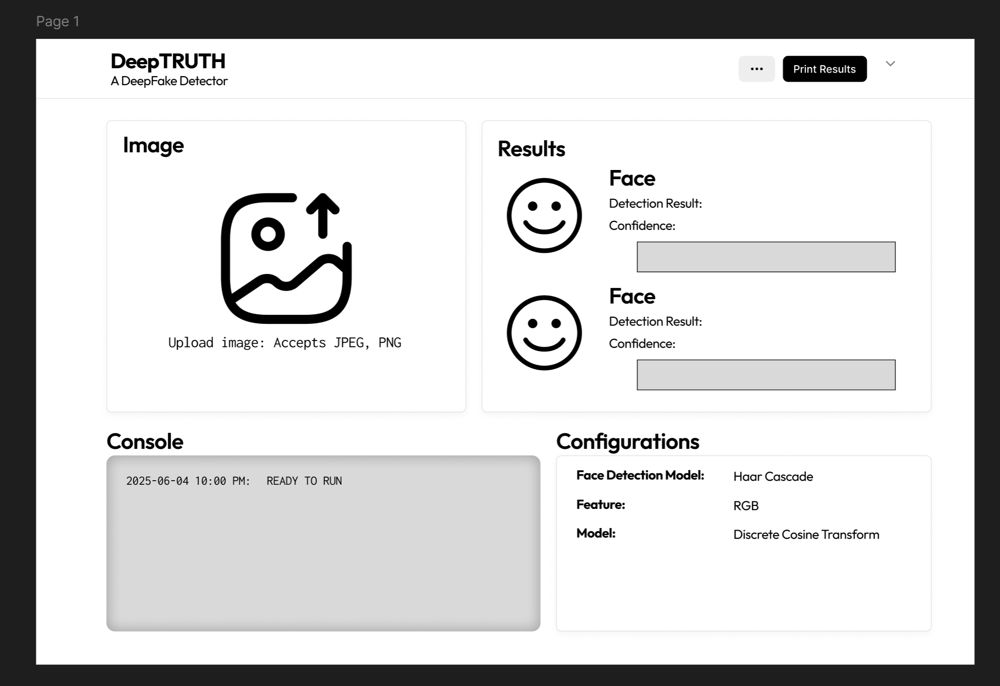 Page 1
DeepTRUTH
A DeepFake Detector
...
Print Results
Image
Upload image: Accepts JPEG, PNG
Results
Face
Detection Result:
Confidence:
Face
Detection Result:
Confidence:
Console
2025-06-04 10:00 PM: READY TO RUN
Configurations
Face Detection Model: Haar Cascade
Feature: RGB
Model: Discrete Cosine Transform